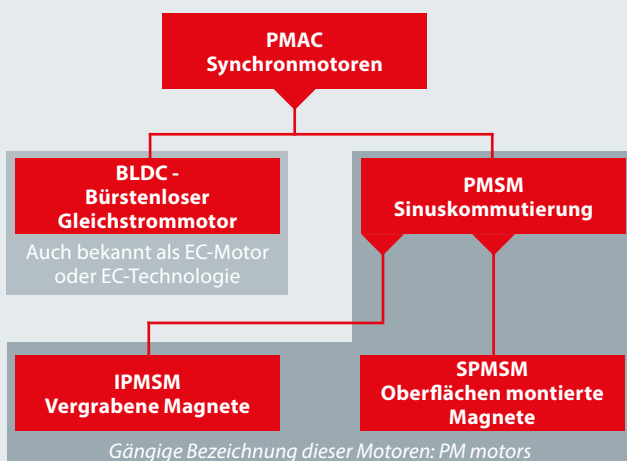 PMAC
Synchronmotoren
BLDC -
Bürstenloser
Gleichstrommotor
Auch bekannt als EC-Motor
oder EC-Technologie
PMSM
Sinuskommutierung
IPMSM
Vergrabene Magnete
SPMSM
Oberflächen montierte
Magnete
Gängige Bezeichnung dieser Motoren: PM motors